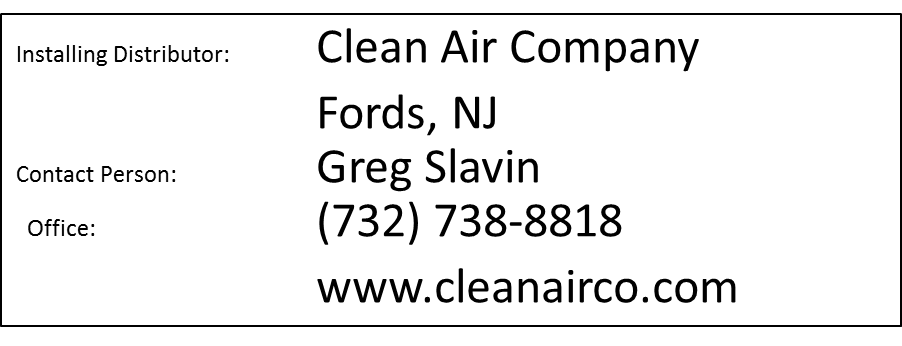 Installing Distributor: Clean Air Company
Fords, NJ
Contact Person: Greg Slavin
Office: (732) 738-8818
www.cleanairco.com